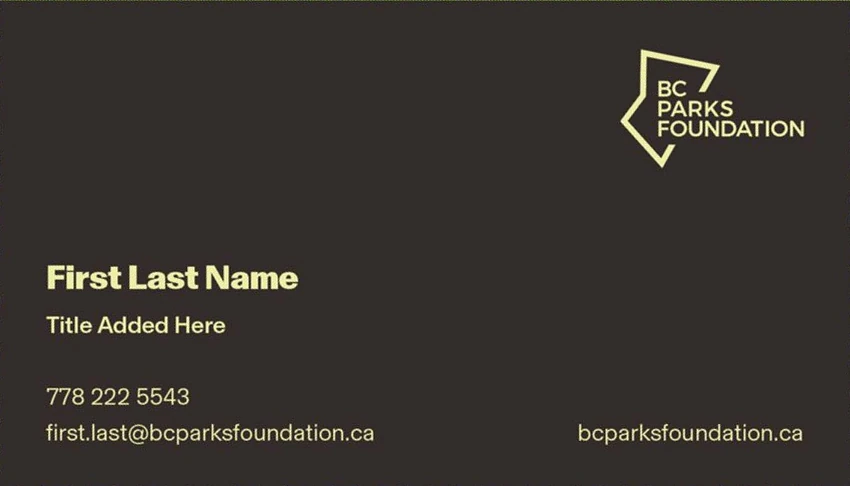 BC
PARKS
FOUNDATION
First Last Name
Title Added Here
778 222 5543
first.last@bcparksfoundation.ca
bcparksfoundation.ca